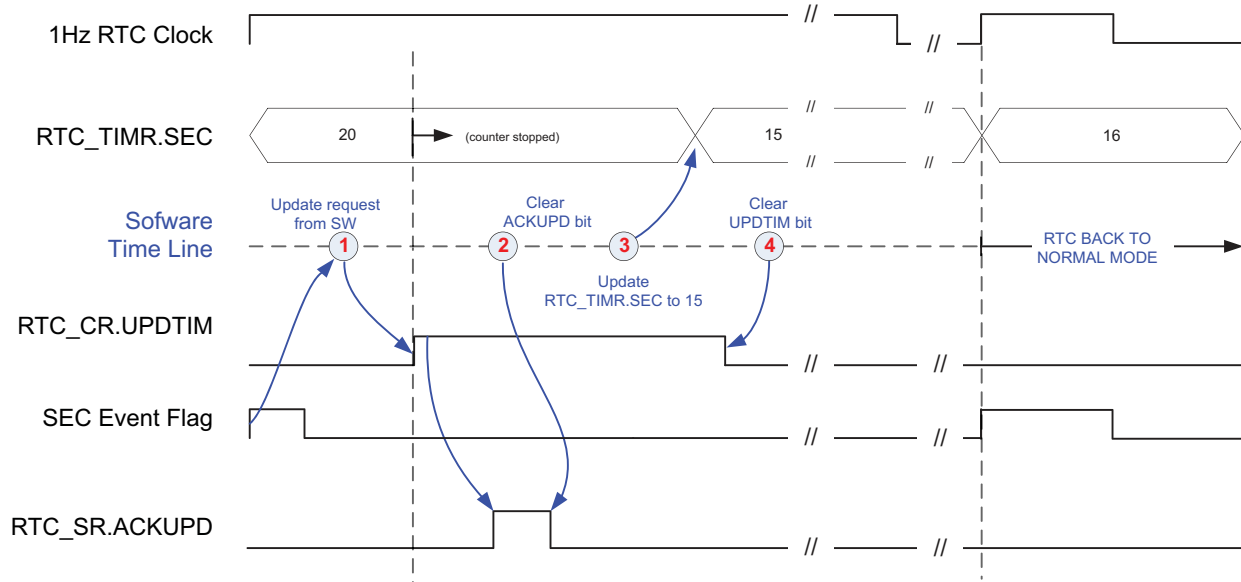 1Hz RTC Clock
//
//
RTC_TIMR.SEC
20
(counter stopped)
//
//
15
//
//
16
Sofware
Time Line
Update request
from SW
1
Clear
ACKUPD bit
2
3
Update
RTC_TIMR.SEC to 15
Clear
UPDTIM bit
4
RTC BACK TO
NORMAL MODE
RTC_CR.UPDTIM
//
//
SEC Event Flag
//
//
RTC_SR.ACKUPD
//
//